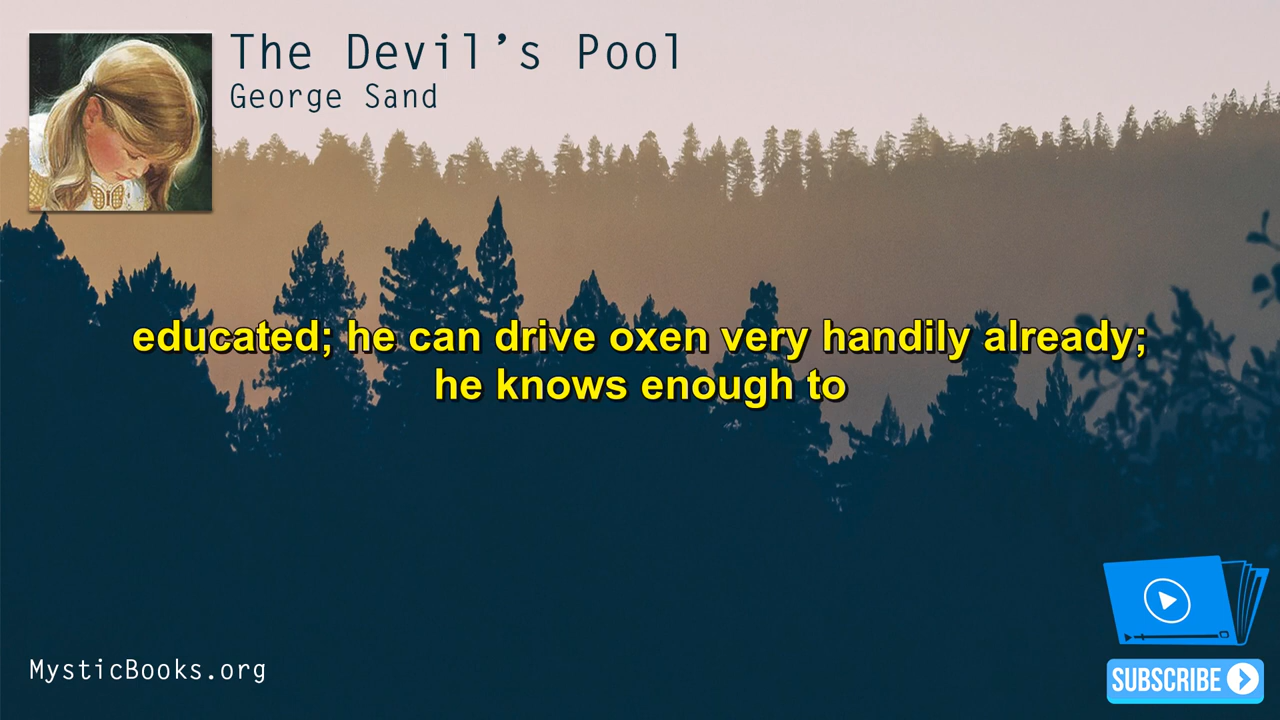 The Devil's Pool
George Sand
educated; he can drive oxen very handily already;
he knows enough to
MysticBooks.org
SUBSCRIBE